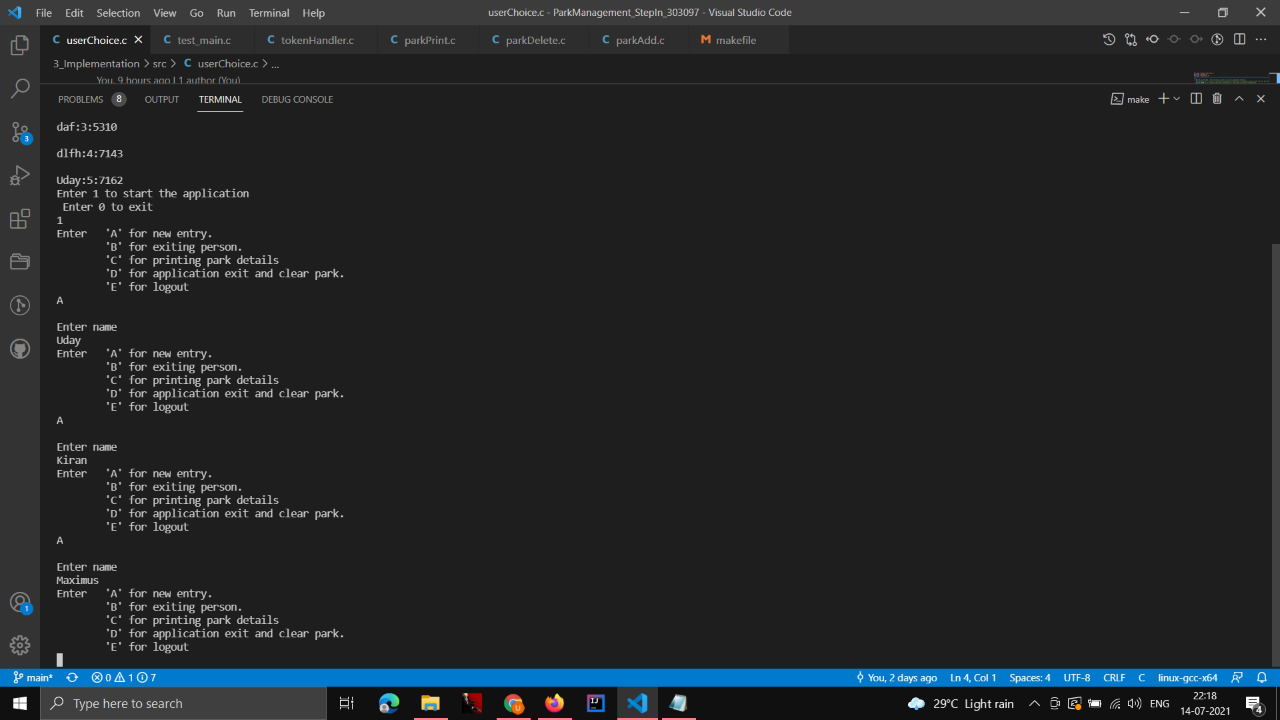 File Edit Selection View Go Run Terminal Help userChoice.c - ParkManagement_StepIn_303097 - Visual Studio Code
C userChoice.c C test_main.c C tokenHandler.c C parkPrint.c C parkDelete.c C parkAdd.c M makefile
3_Implementation > src > C userChoice.c > ...
You, 9 hours ago | 1 author (You)
PROBLEMS 8 OUTPUT TERMINAL DEBUG CONSOLE make
daf:3:5310
dlfh:4:7143
Uday:5:7162
Enter 1 to start the application
Enter 0 to exit
1
Enter 'A' for new entry.
'B' for exiting person.
'C' for printing park details
'D' for application exit and clear park.
'E' for logout
A
Enter name
Uday
Enter 'A' for new entry.
'B' for exiting person.
'C' for printing park details
'D' for application exit and clear park.
'E' for logout
A
Enter name
Kiran
Enter 'A' for new entry.
'B' for exiting person.
'C' for printing park details
'D' for application exit and clear park.
'E' for logout
A
Enter name
Maximus
Enter 'A' for new entry.
'B' for exiting person.
'C' for printing park details
'D' for application exit and clear park.
'E' for logout
3
1
main* 0 1 7 You, 2 days ago Ln 4, Col 1 Spaces: 4 UTF-8 CRLF C linux-gcc-x64
Type here to search 29°C Light rain ENG 22:18
14-07-2021 4